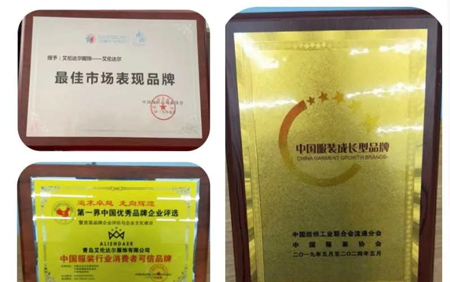 授予：艾伦达尔服饰——艾伦达尔
最佳市场表现品牌
追求卓越 走向辉煌
第一界中国优秀品牌企业评选
ALIENDAER
青岛艾伦达尔服饰有限公司
中国服装行业消费者可信品牌
中国服装成长型品牌
CHINA GARMENT GROWTH BRANDS
中国纺织工业联合会流通分会
中国服装协会
二〇一九年五月至二〇二四年五月